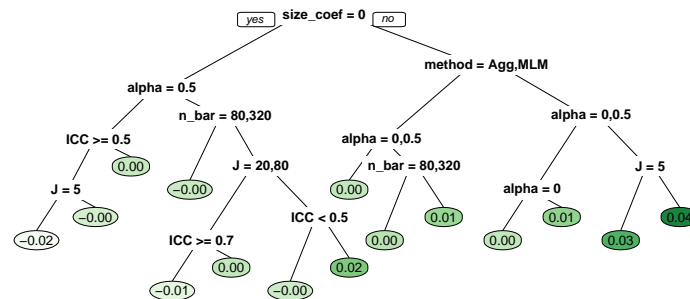 yes size_coef = 0 no
method = Agg,MLM
alpha = 0.5
n_bar = 80,320 alpha = 0,0.5
ICC >= 0.5 alpha = 0,0.5
0.00 J = 20,80 n_bar = 80,320 J = 5
J = 5 −0.00 0.00 alpha = 0
−0.00 ICC < 0.5 0.01 0.01 0.04
−0.02 ICC >= 0.7 0.00 0.00 0.03
0.00 0.02
−0.01 −0.00